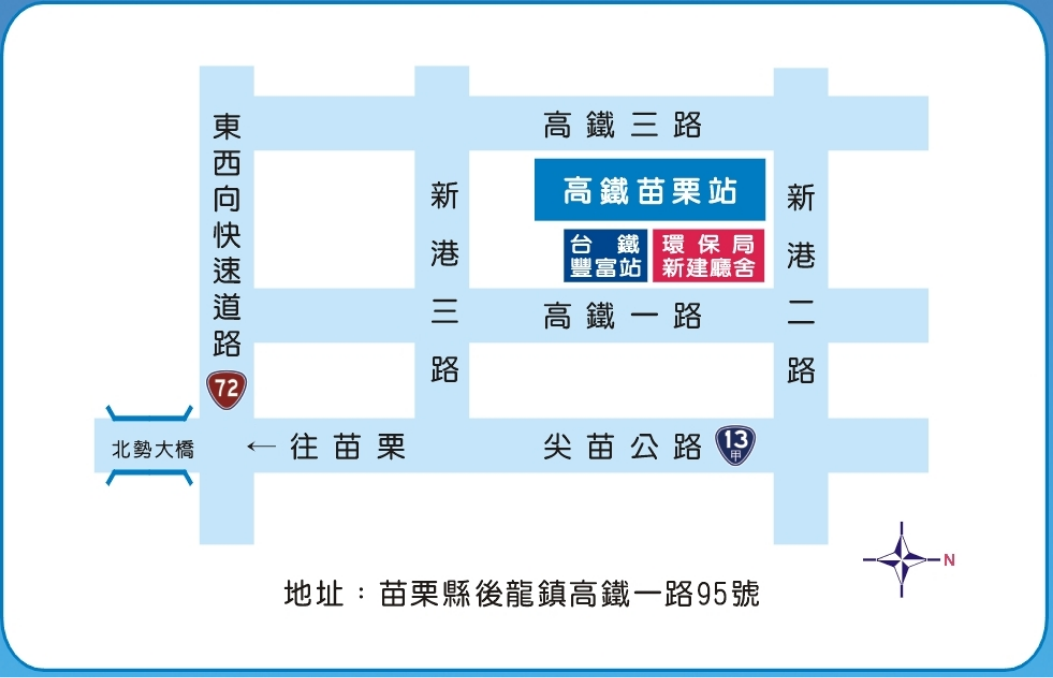 高鐵三路
東西向快速道路
新港三路
高鐵苗栗站
新港二路
台鐵
豐富站
環保局
新建廳舍
高鐵一路
72
北勢大橋
←往苗栗
尖苗公路
13
甲
N
地址：苗栗縣後龍鎮高鐵一路95號